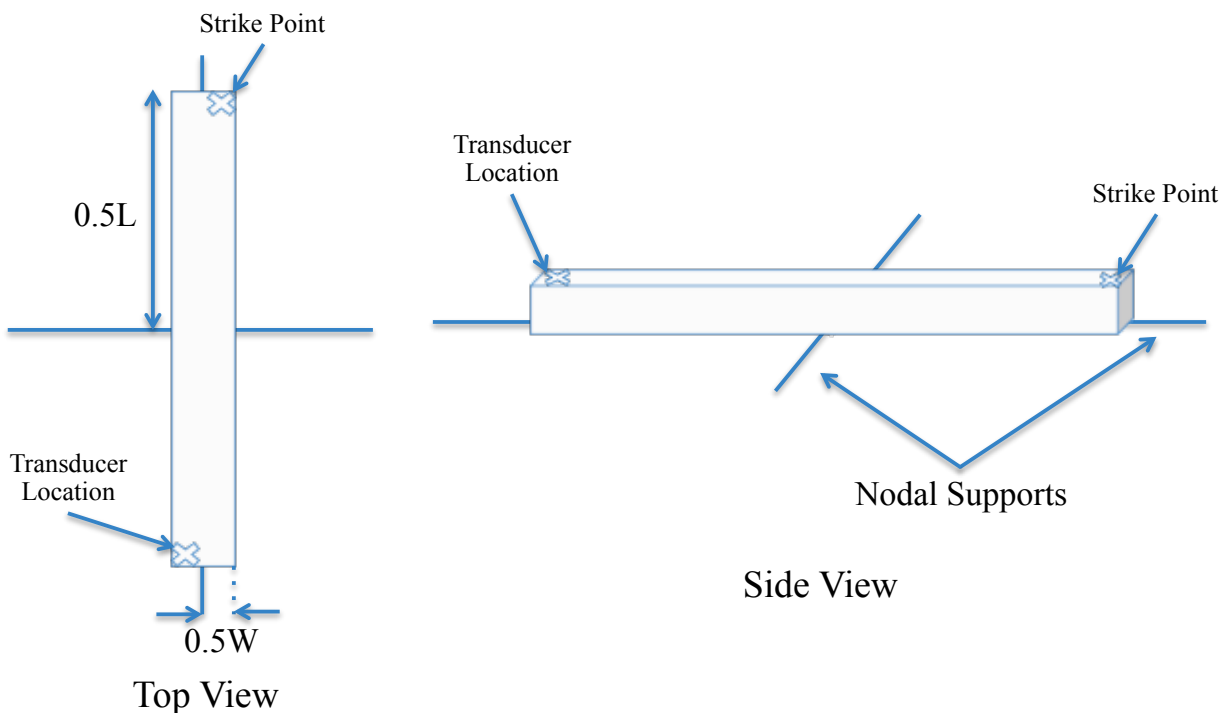 Strike Point
0.5L
Transducer
Location
0.5W
Top View
Transducer
Location
Strike Point
Nodal Supports
Side View